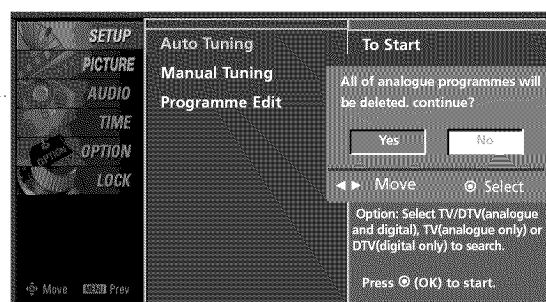 SETUP
PICTURE
AUDIO
TIME
OPTION
LOCK
Move MENU Prev
Auto Tuning
Manual Tuning
Programme Edit
To Start
All of analogue programmes will
be deleted. continue?
Yes No
◄ ► Move ◉ Select
Option: Select TV/DTV(analogue
and digital), TV(analogue only) or
DTV(digital only) to search.
Press ◉ (OK) to start.